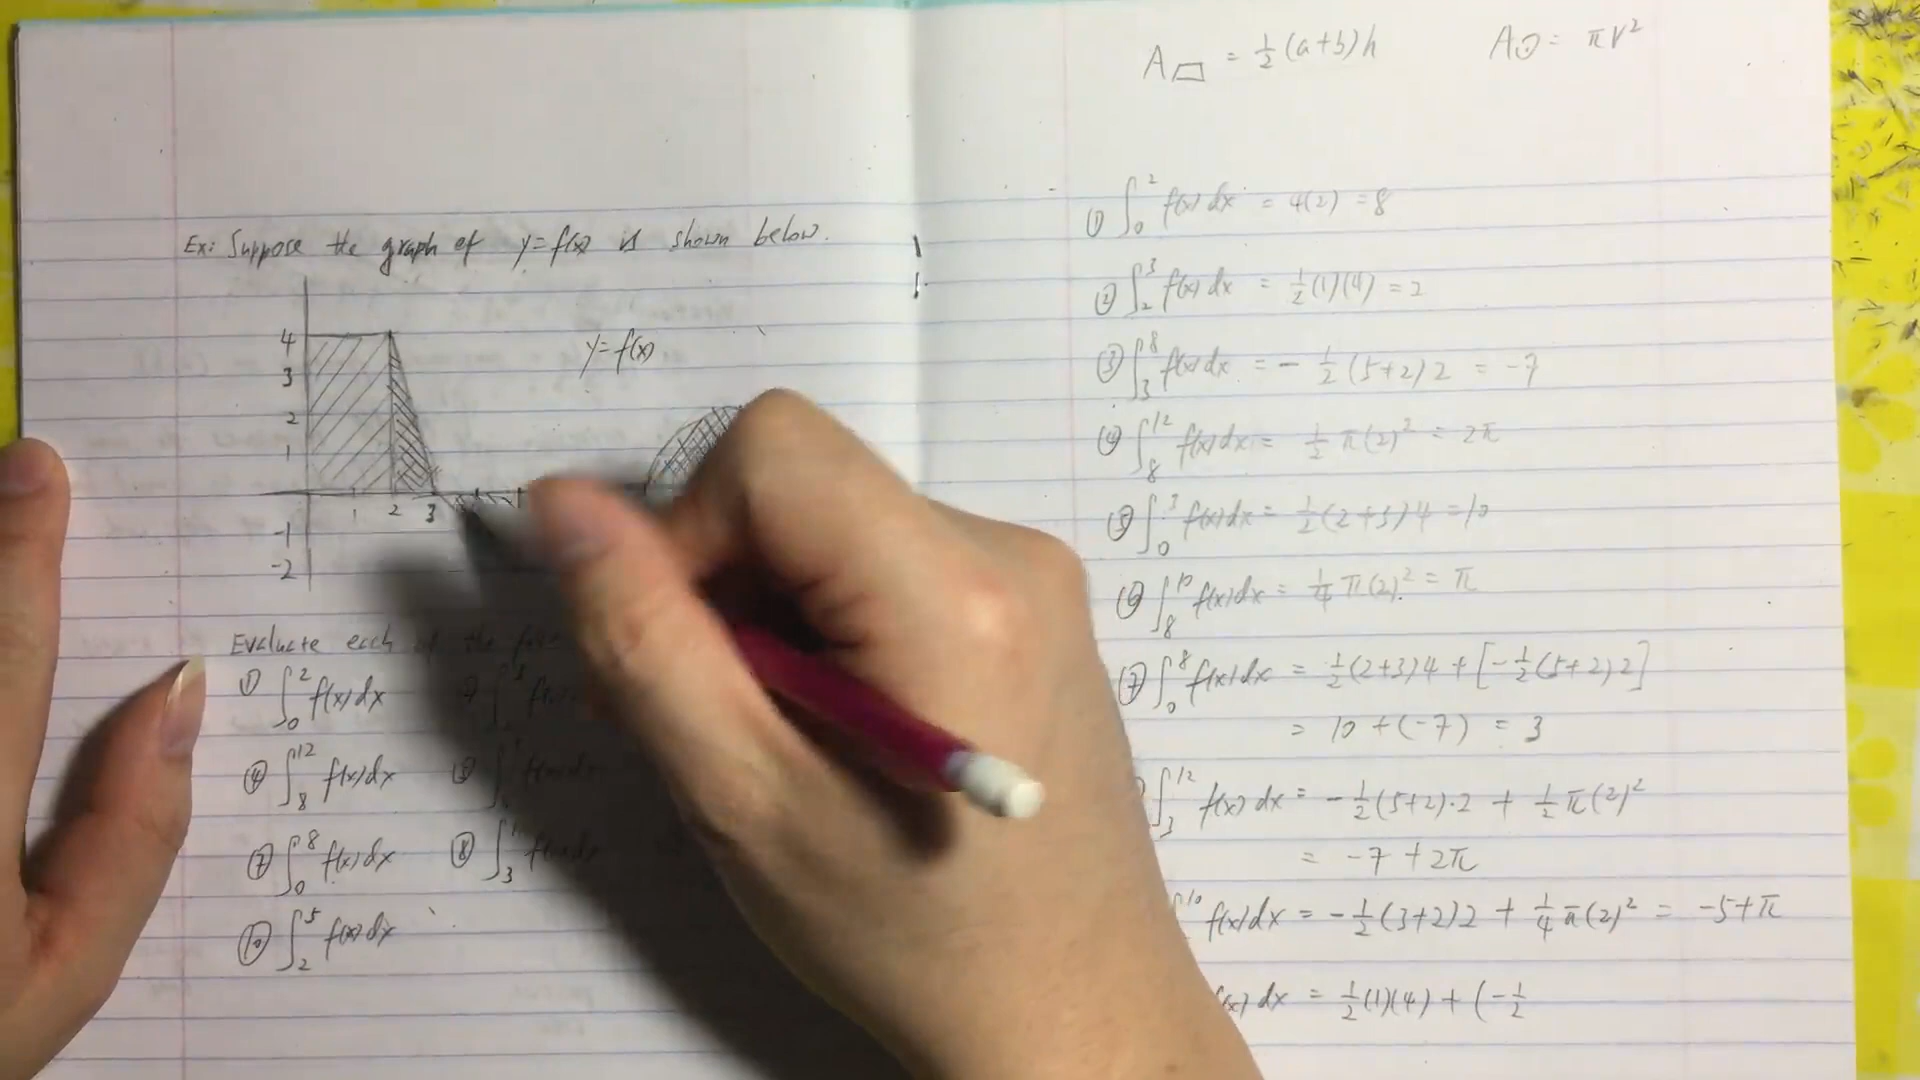 A▱ = ½(a+b)h
A⊙ = πr²
Ex: Suppose the graph of y=f(x) is shown below.
4
3
2
1
-1
-2
1 2 3
y=f(x)
Evaluate each of the
① ∫₀² f(x)dx
④ ∫₈¹² f(x)dx
⑤ ∫ f(x)dx
⑦ ∫₀⁸ f(x)dx
⑧ ∫₃ f(x)dx
⑩ ∫₂⁵ f(x)dx
① ∫₀² f(x)dx = 4(2) = 8
② ∫₂³ f(x)dx = ½(1)(4) = 2
③ ∫₃⁸ f(x)dx = -½(5+2)2 = -7
④ ∫₈¹² f(x)dx = ½π(2)² = 2π
⑤ ∫₀³ f(x)dx = ½(2+3)4 = 10
⑥ ∫₈¹⁰ f(x)dx = ¼π(2)² = π
⑦ ∫₀⁸ f(x)dx = ½(2+3)4 + [-½(5+2)2]
= 10 + (-7) = 3
∫₃¹² f(x)dx = -½(5+2)·2 + ½π(2)²
= -7 + 2π
¹⁰ f(x)dx = -½(3+2)2 + ¼π(2)² = -5+π
f(x)dx = ½(1)(4) + (-½